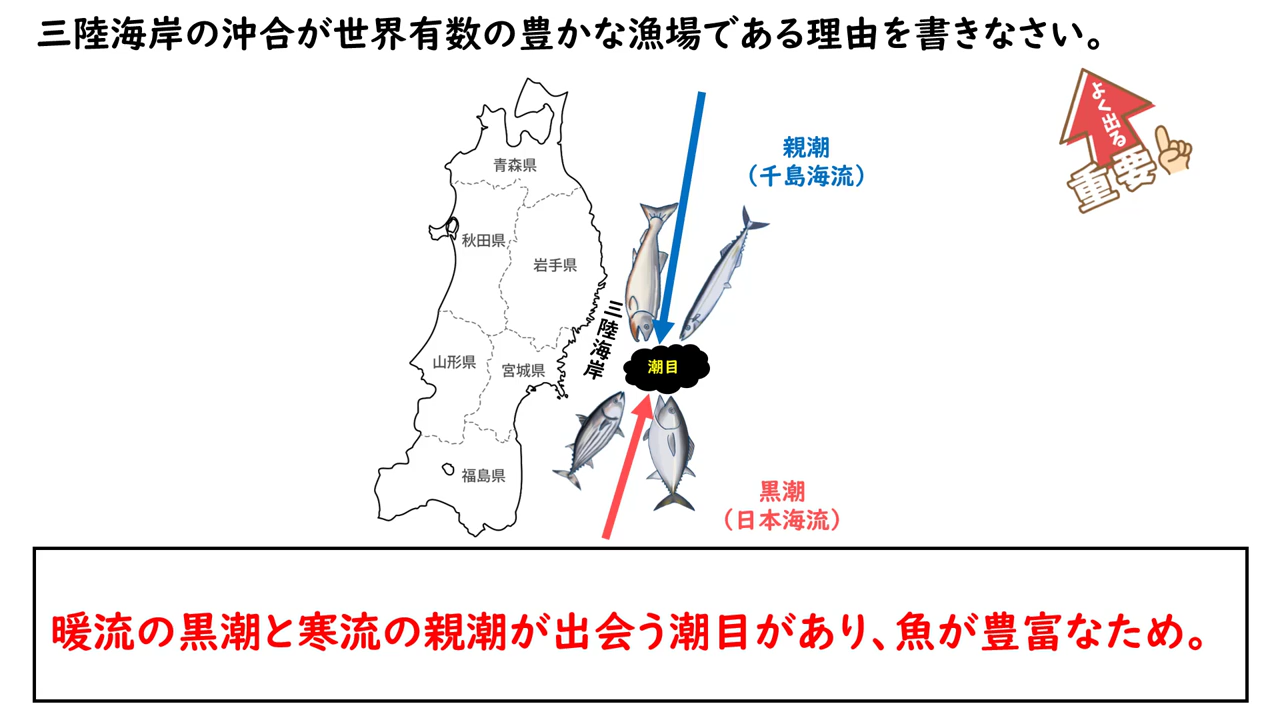 三陸海岸の沖合が世界有数の豊かな漁場である理由を書きなさい。
よく出る
重要
親潮
（千島海流）
青森県
秋田県
岩手県
三陸海岸
潮目
山形県
宮城県
福島県
黒潮
（日本海流）
暖流の黒潮と寒流の親潮が出会う潮目があり、魚が豊富なため。